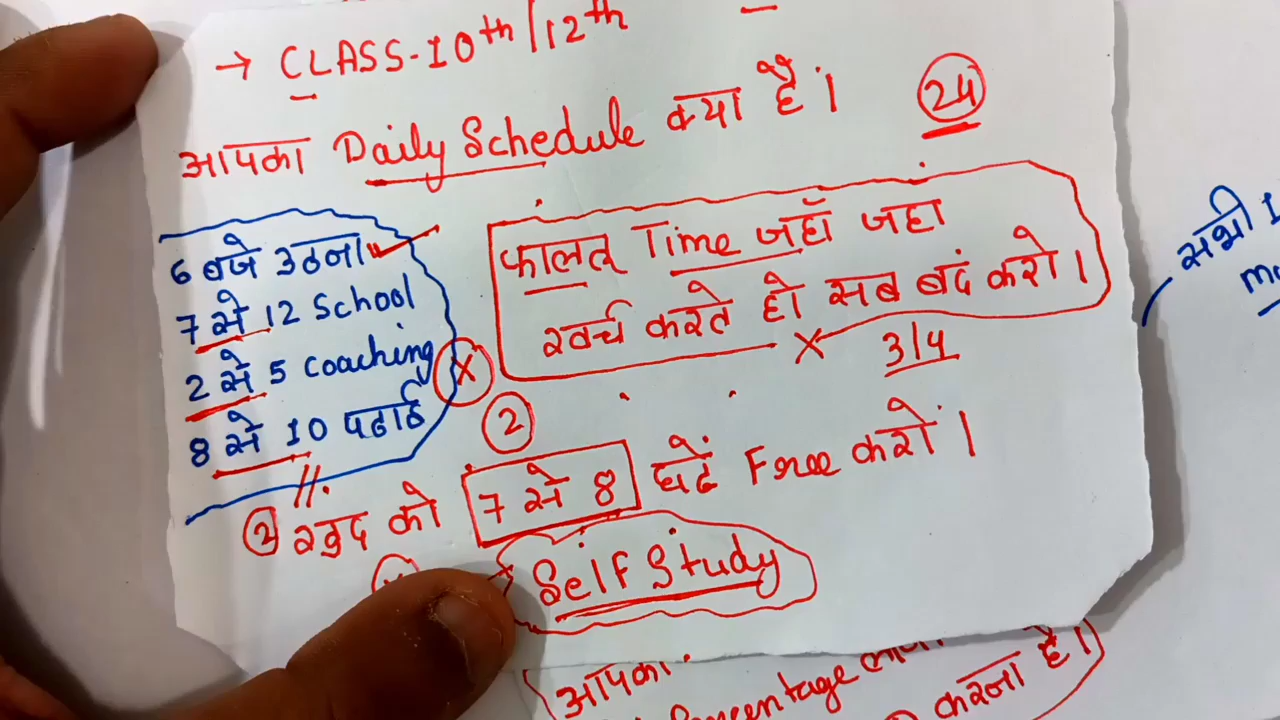 → CLASS-10th/12th
आपका Daily Schedule क्या है।
24
6 बजे उठना
7 से 12 School
2 से 5 coaching
8 से 10 पढाई
X
फालतू Time जहाँ जहा
खर्च करते हो सब बदं करो।
X
3/4
2
② खुद को 7 से 8 घटें Free करो।
Self Study
सभी
आपका
Percentage
करना है।